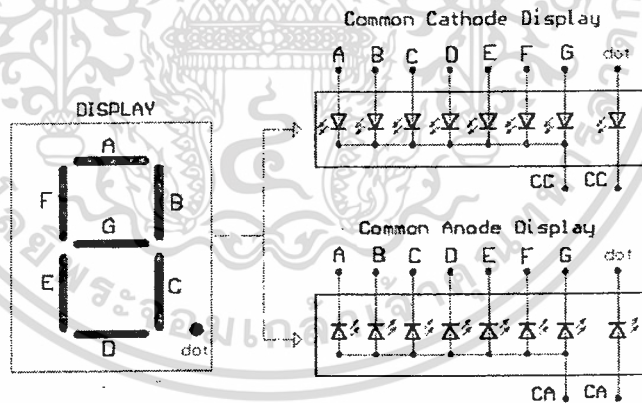 Common Cathode Display
A B C D E F G dot
CC CC
DISPLAY
A
F
B
G
E
C
D
dot
Common Anode Display
A B C D E F G dot
CA CA